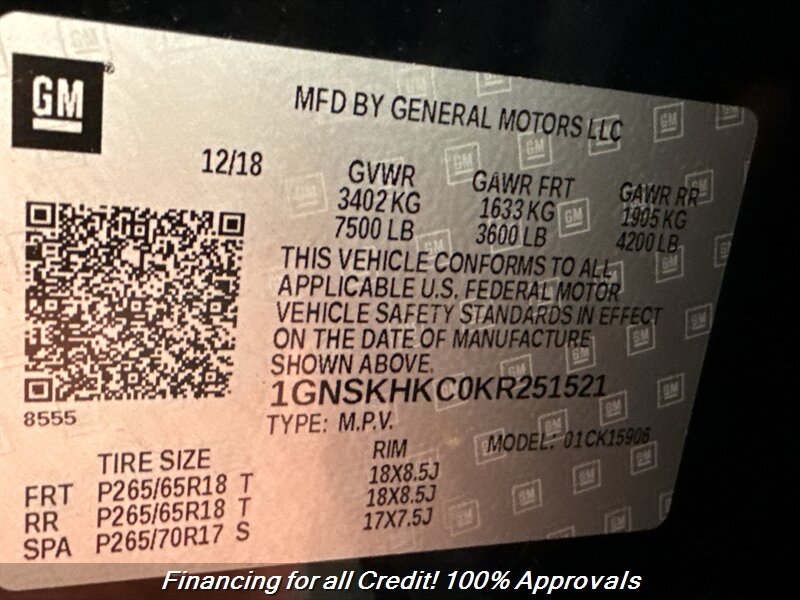 GM
MFD BY GENERAL MOTORS LLC
12/18
GVWR GAWR FRT GAWR RR
3402 KG 1633 KG 1905 KG
7500 LB 3600 LB 4200 LB
THIS VEHICLE CONFORMS TO ALL
APPLICABLE U.S. FEDERAL MOTOR
VEHICLE SAFETY STANDARDS IN EFFECT
ON THE DATE OF MANUFACTURE
SHOWN ABOVE.
1GNSKHKC0KR251521
8555
TYPE: M.P.V. MODEL: 01CK15906
TIRE SIZE RIM
FRT P265/65R18 T 18X8.5J
RR P265/65R18 T 18X8.5J
SPA P265/70R17 S 17X7.5J
Financing for all Credit! 100% Approvals